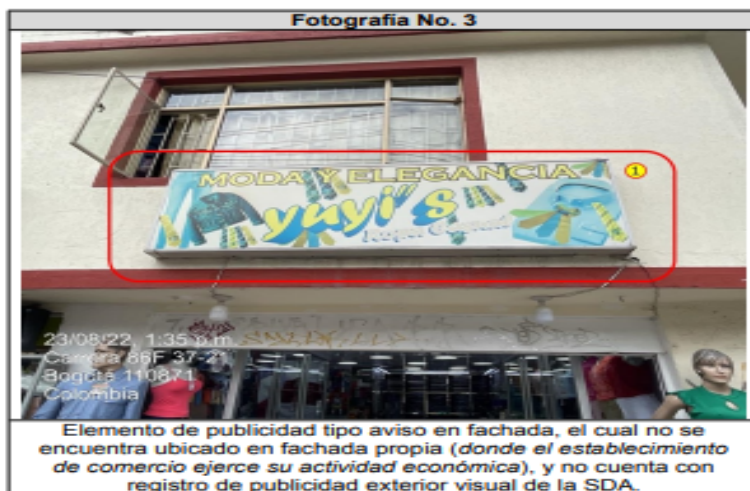 Fotografía No. 3
MODA Y ELEGANCIA
1
yuyi's
23/08/22, 1:35 p.m.
Carrera 86F 37-21
Bogotá 110871
Colombia
Elemento de publicidad tipo aviso en fachada, el cual no se
encuentra ubicado en fachada propia (donde el establecimiento
de comercio ejerce su actividad económica), y no cuenta con
registro de publicidad exterior visual de la SDA.